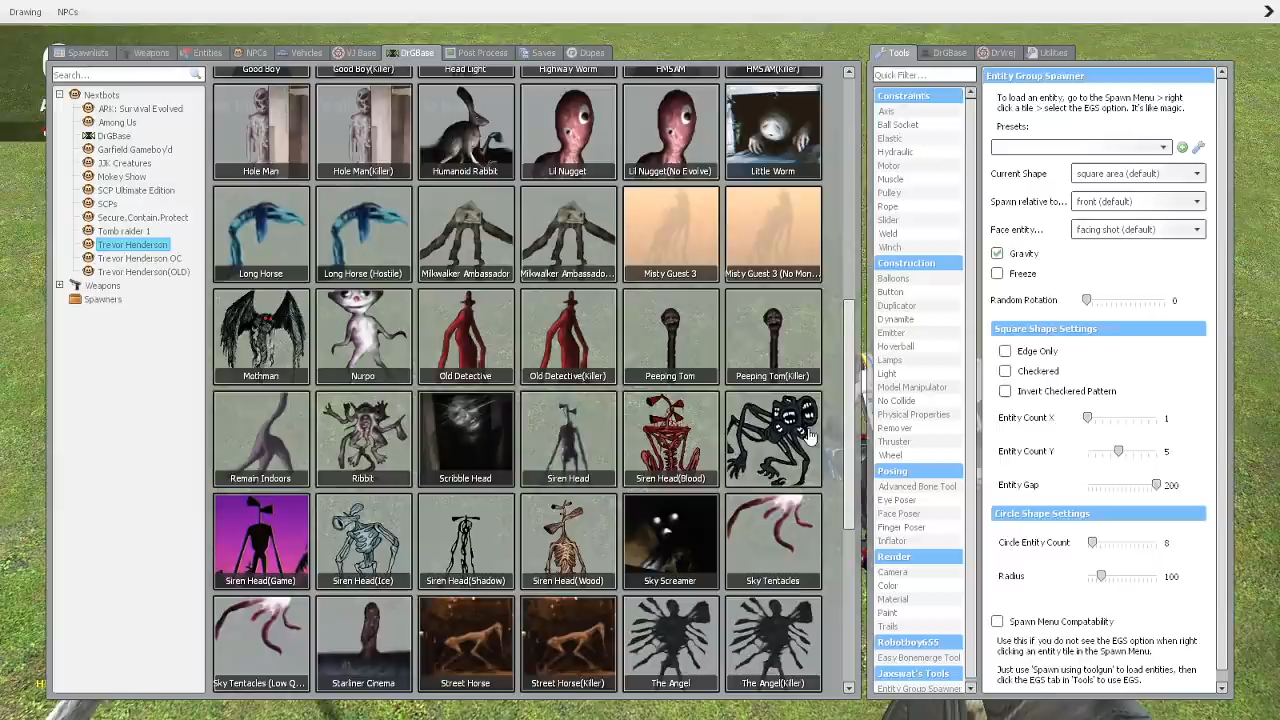 Drawing NPCs
Spawnlists Weapons Entities NPCs Vehicles VJ Base DrGBase Post Process Saves Dupes
Tools DrGBase DrVrej Utilities
Search...
Nextbots
ARK: Survival Evolved
Among Us
DrGBase
Garfield Gameboy'd
JJK Creatures
Mokey Show
SCP Ultimate Edition
SCPs
Secure.Contain.Protect
Tomb raider 1
Trevor Henderson
Trevor Henderson OC
Trevor Henderson(OLD)
Weapons
Spawners
Good Boy Good Boy(Killer) Head Light Highway Worm HMSAM HMSAM(Killer)
Hole Man Hole Man(Killer) Humanoid Rabbit Lil Nugget Lil Nugget(No Evolve) Little Worm
Long Horse Long Horse (Hostile) Milkwalker Ambassador Milkwalker Ambassado... Misty Guest 3 Misty Guest 3 (No Mon...
Mothman Nurpo Old Detective Old Detective(Killer) Peeping Tom Peeping Tom(Killer)
Remain Indoors Ribbit Scribble Head Siren Head Siren Head(Blood)
Siren Head(Game) Siren Head(Ice) Siren Head(Shadow) Siren Head(Wood) Sky Screamer Sky Tentacles
Sky Tentacles (Low Q... Starliner Cinema Street Horse Street Horse(Killer) The Angel The Angel(Killer)
Quick Filter...
Constraints
Axis
Ball Socket
Elastic
Hydraulic
Motor
Muscle
Pulley
Rope
Slider
Weld
Winch
Construction
Balloons
Button
Duplicator
Dynamite
Emitter
Hoverball
Lamps
Light
Model Manipulator
No Collide
Physical Properties
Remover
Thruster
Wheel
Posing
Advanced Bone Tool
Eye Poser
Face Poser
Finger Poser
Inflator
Render
Camera
Color
Material
Paint
Trails
Robotboy655
Easy Bonemerge Tool
Jaxswat's Tools
Entity Group Spawner
Entity Group Spawner
To load an entity, go to the Spawn Menu > right
click a tile > select the EGS option. It's like magic.
Presets:
Current Shape square area (default)
Spawn relative to... front (default)
Face entity... facing shot (default)
Gravity
Freeze
Random Rotation 0
Square Shape Settings
Edge Only
Checkered
Invert Checkered Pattern
Entity Count X 1
Entity Count Y 5
Entity Gap 200
Circle Shape Settings
Circle Entity Count 8
Radius 100
Spawn Menu Compatability
Use this if you do not see the EGS option when right
clicking an entity tile in the Spawn Menu.
Just use 'Spawn using toolgun' to load entities, then
click the EGS tab in 'Tools' to use EGS.